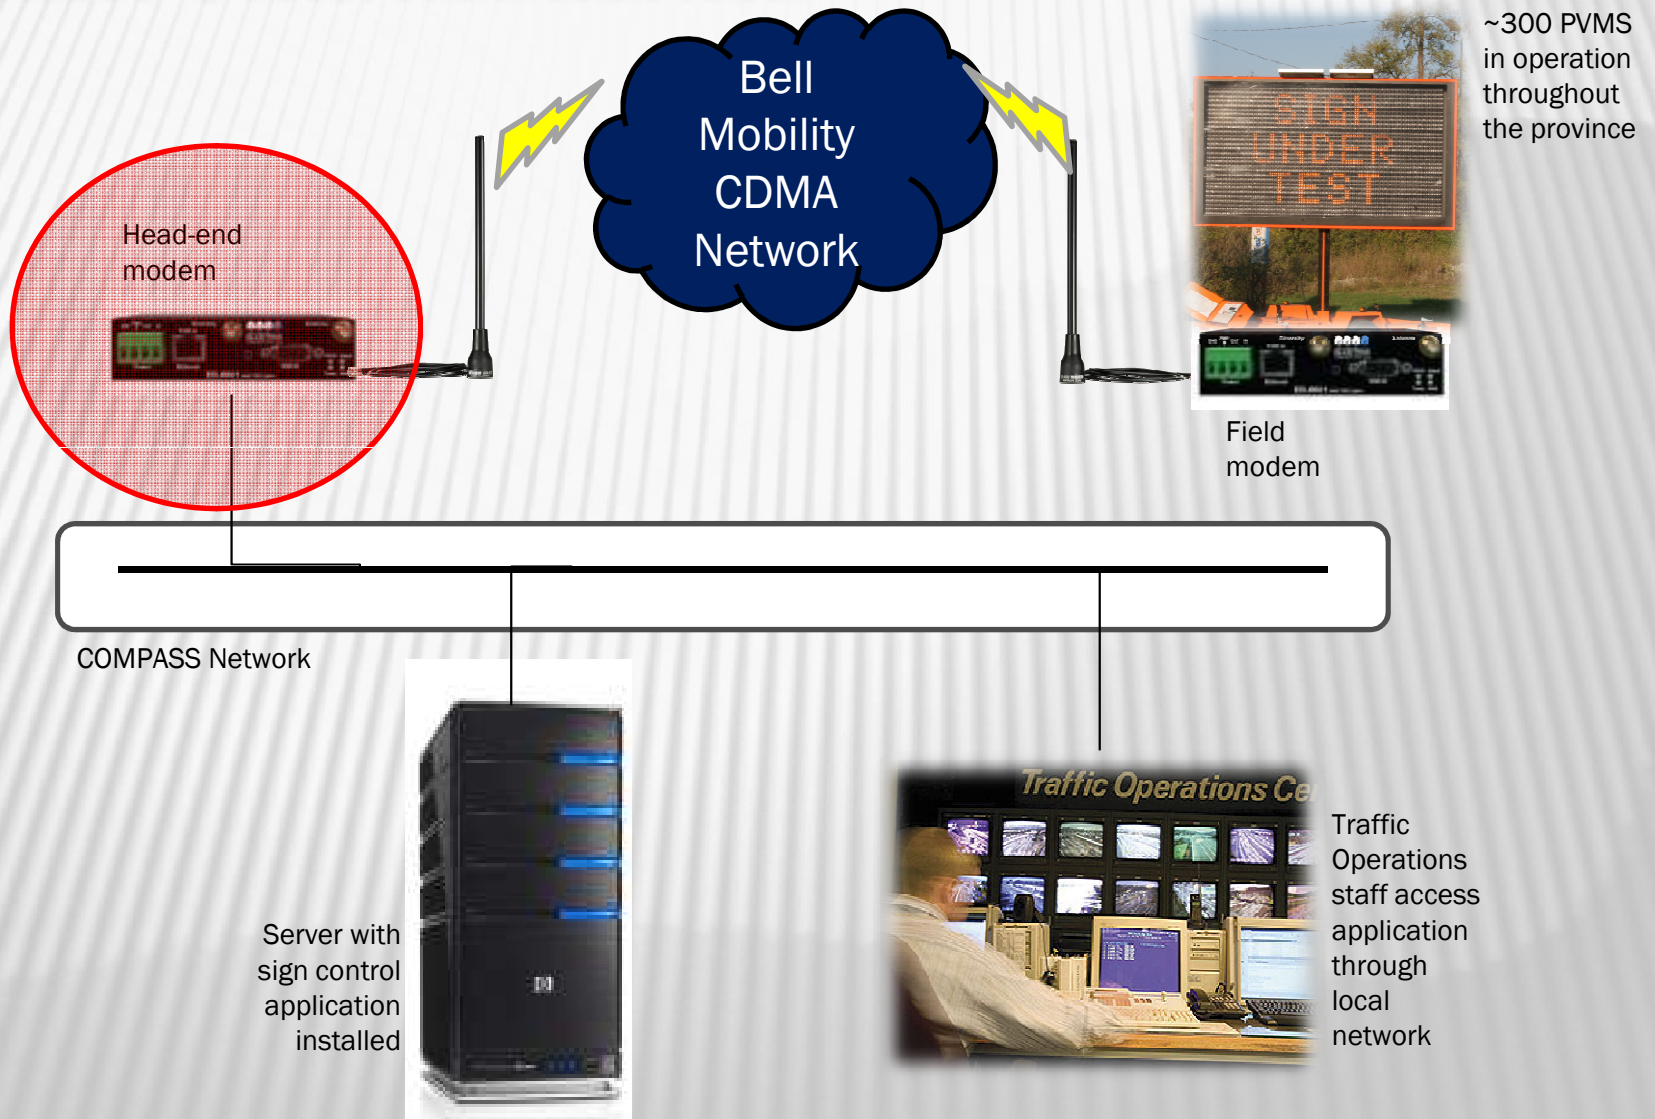 Bell
Mobility
CDMA
Network
~300 PVMS
in operation
throughout
the province
SIGN
UNDER
TEST
Head-end
modem
Field
modem
COMPASS Network
Server with
sign control
application
installed
Traffic Operations Ce
Traffic
Operations
staff access
application
through
local
network